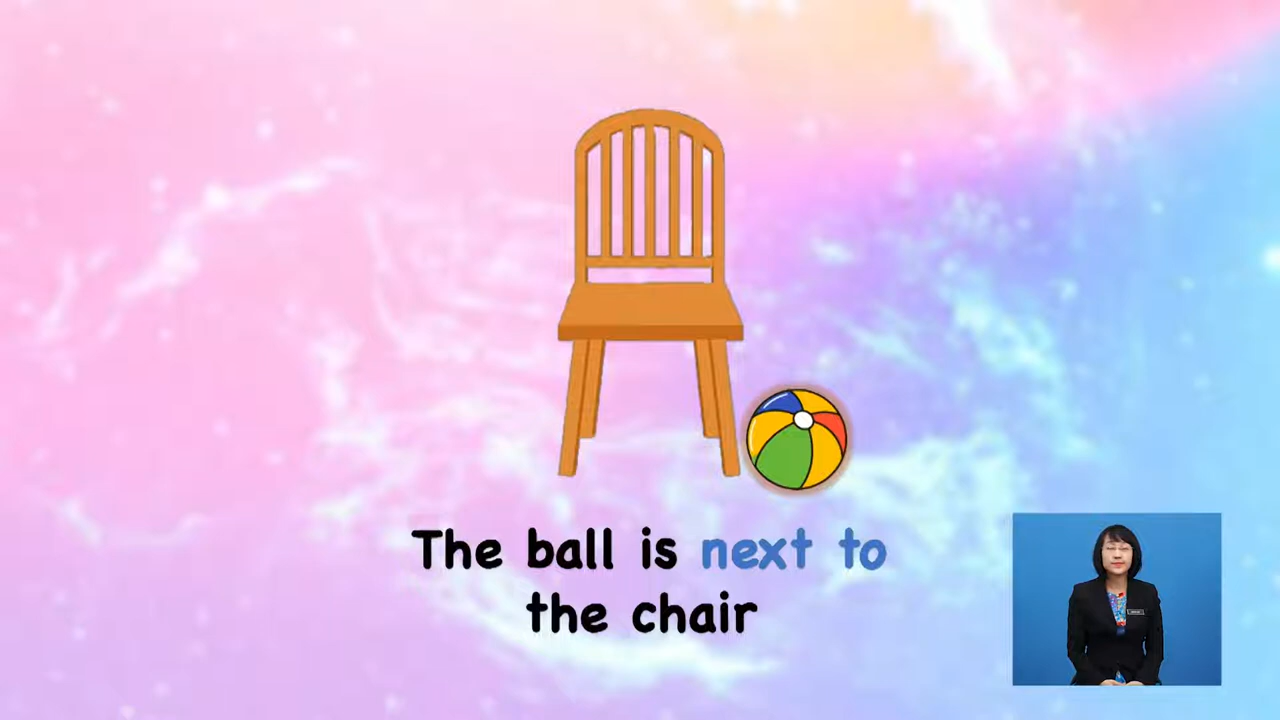 The ball is next to
the chair